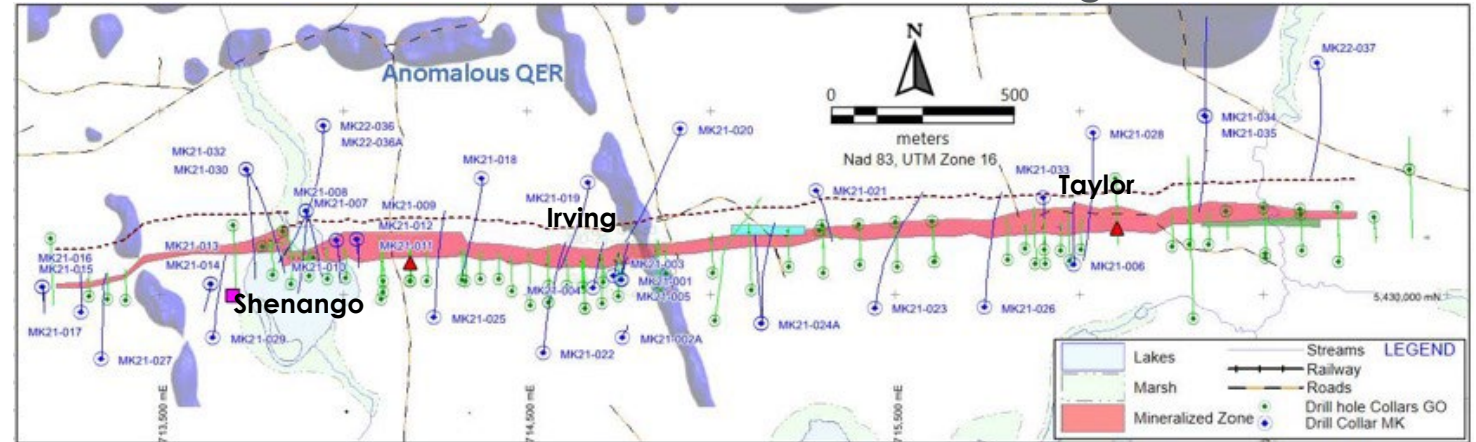 Anomalous QER
N
0 500
meters
Nad 83, UTM Zone 16
MK22-037
MK22-036
MK22-036A
MK21-020
MK21-034
MK21-035
MK21-028
MK21-032
MK21-030
MK21-018
MK21-033
Taylor
MK21-008
MK21-007
MK21-019
MK21-021
MK21-009
MK21-012
Irving
MK21-013
MK21-011
MK21-016
MK21-015
MK21-014
MK21-010
MK21-003
MK21-001
MK21-004
MK21-005
MK21-006
Shenango
5,430,000 mN
MK21-017
MK21-025
MK21-024A
MK21-023
MK21-026
MK21-029
MK21-002A
MK21-027
MK21-022
713,500 mE
714,500 mE
715,500 mE
LEGEND
Lakes
Marsh
Mineralized Zone
Streams
Railway
Roads
Drill hole Collars GO
Drill Collar MK